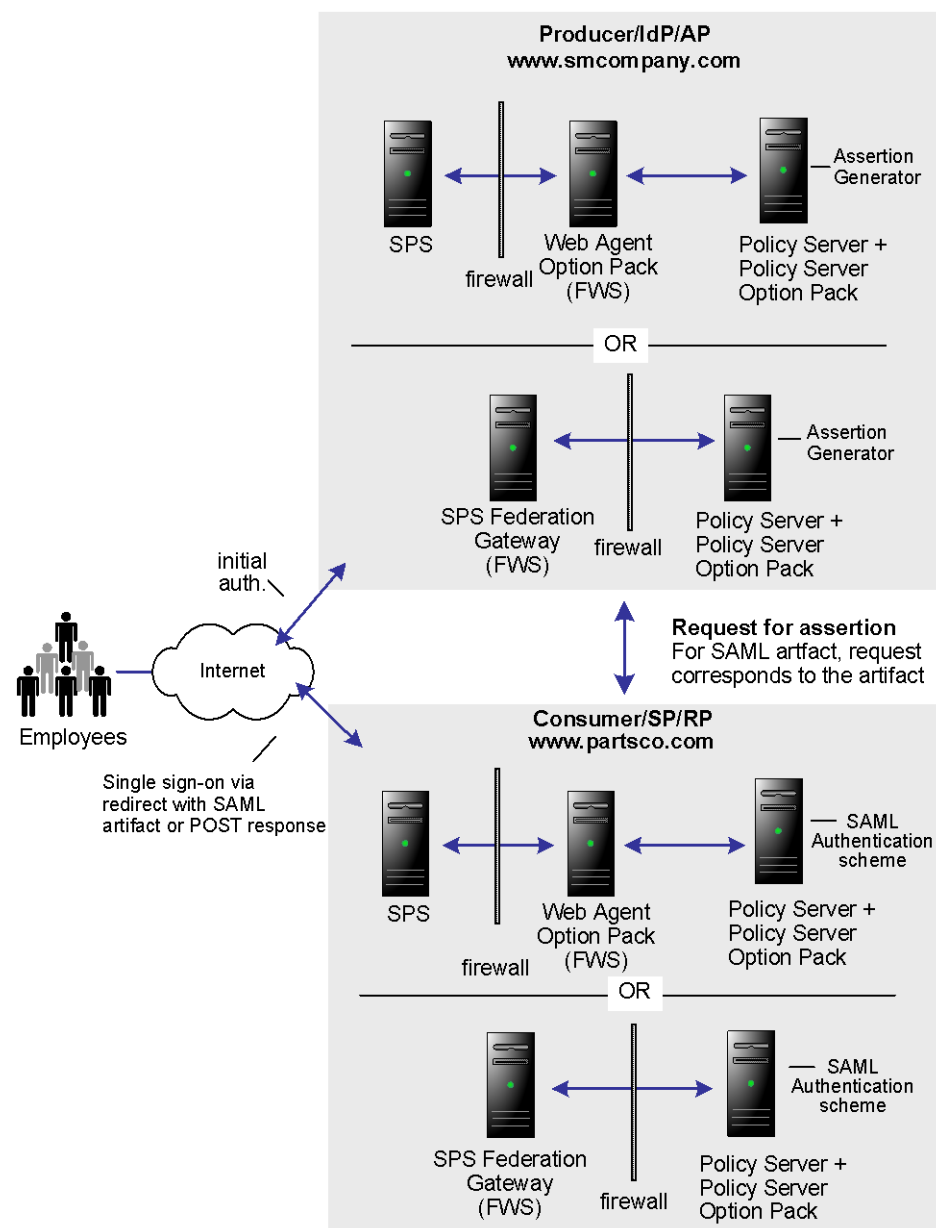 Producer/IdP/AP
www.smcompany.com
SPS
firewall
Web Agent
Option Pack
(FWS)
Assertion
Generator
Policy Server +
Policy Server
Option Pack
OR
SPS Federation
Gateway
(FWS)
firewall
Assertion
Generator
Policy Server +
Policy Server
Option Pack
initial
auth.
Internet
Employees
Single sign-on via
redirect with SAML
artifact or POST response
Request for assertion
For SAML artfact, request
corresponds to the artifact
Consumer/SP/RP
www.partsco.com
SPS
firewall
Web Agent
Option Pack
(FWS)
SAML
Authentication
scheme
Policy Server +
Policy Server
Option Pack
OR
SPS Federation
Gateway
(FWS)
firewall
SAML
Authentication
scheme
Policy Server +
Policy Server
Option Pack